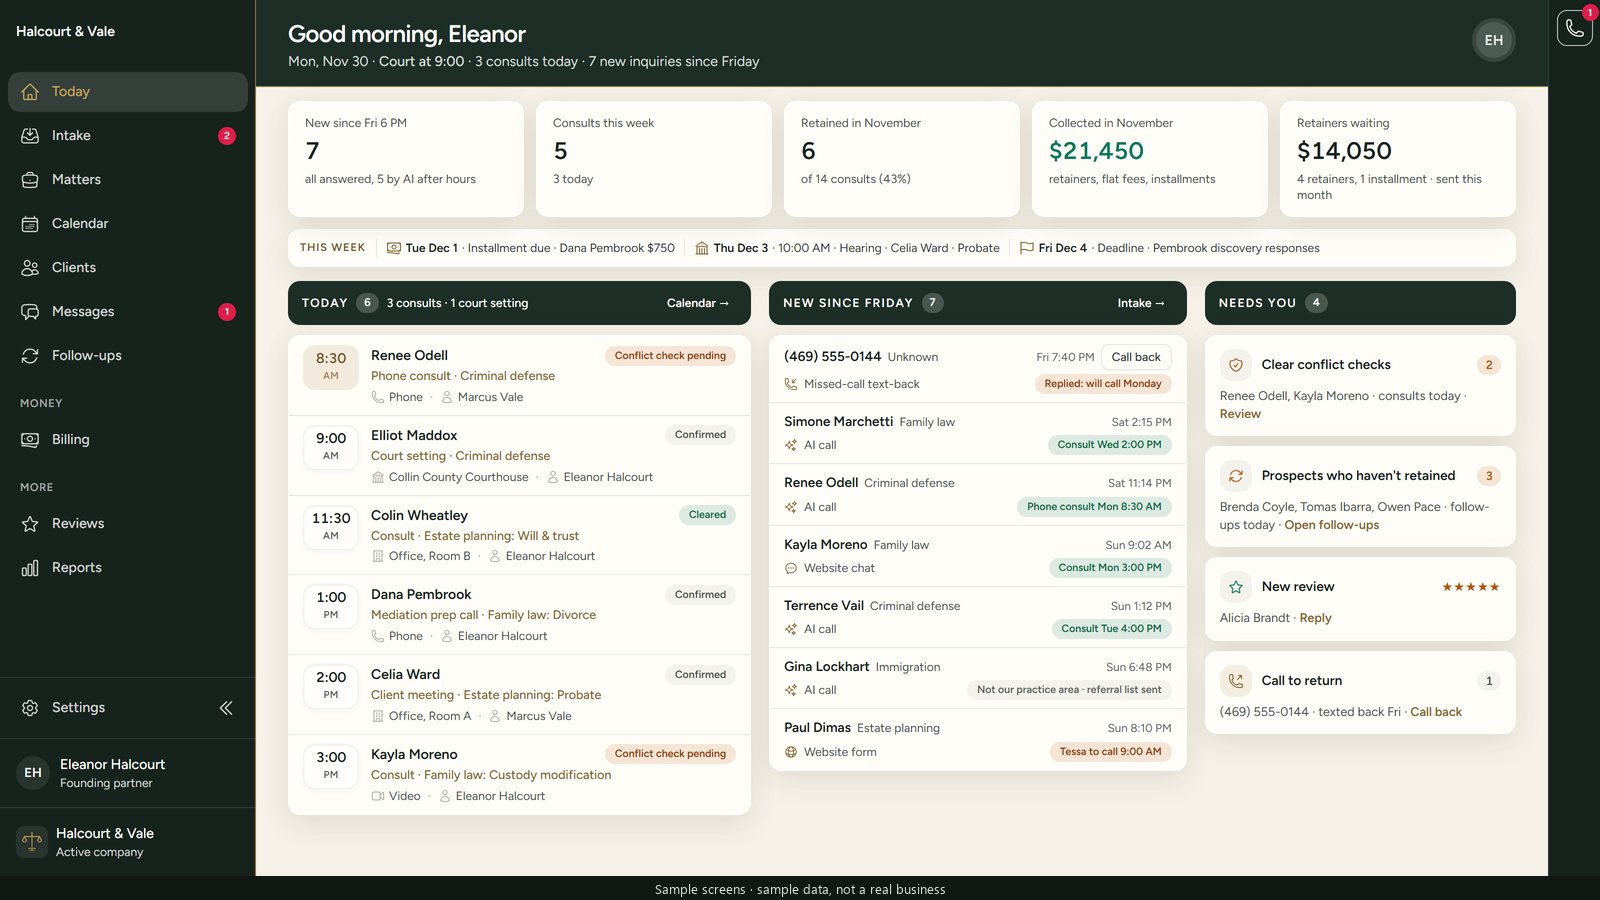 Halcourt & Vale
Today
Intake 2
Matters
Calendar
Clients
Messages 1
Follow-ups
MONEY
Billing
MORE
Reviews
Reports
Settings
EH
Eleanor Halcourt
Founding partner
Halcourt & Vale
Active company
Good morning, Eleanor
Mon, Nov 30 · Court at 9:00 · 3 consults today · 7 new inquiries since Friday
EH
1
New since Fri 6 PM
7
all answered, 5 by AI after hours
Consults this week
5
3 today
Retained in November
6
of 14 consults (43%)
Collected in November
$21,450
retainers, flat fees, installments
Retainers waiting
$14,050
4 retainers, 1 installment · sent this
month
THIS WEEK Tue Dec 1 · Installment due · Dana Pembrook $750 Thu Dec 3 · 10:00 AM · Hearing · Celia Ward · Probate Fri Dec 4 · Deadline · Pembrook discovery responses
TODAY 6 3 consults · 1 court setting Calendar →
8:30 AM
Renee Odell Conflict check pending
Phone consult · Criminal defense
Phone · Marcus Vale
9:00 AM
Elliot Maddox Confirmed
Court setting · Criminal defense
Collin County Courthouse · Eleanor Halcourt
11:30 AM
Colin Wheatley Cleared
Consult · Estate planning: Will & trust
Office, Room B · Eleanor Halcourt
1:00 PM
Dana Pembrook Confirmed
Mediation prep call · Family law: Divorce
Phone · Eleanor Halcourt
2:00 PM
Celia Ward Confirmed
Client meeting · Estate planning: Probate
Office, Room A · Marcus Vale
3:00 PM
Kayla Moreno Conflict check pending
Consult · Family law: Custody modification
Video · Eleanor Halcourt
NEW SINCE FRIDAY 7 Intake →
(469) 555-0144 Unknown Fri 7:40 PM Call back
Missed-call text-back Replied: will call Monday
Simone Marchetti Family law Sat 2:15 PM
AI call Consult Wed 2:00 PM
Renee Odell Criminal defense Sat 11:14 PM
AI call Phone consult Mon 8:30 AM
Kayla Moreno Family law Sun 9:02 AM
Website chat Consult Mon 3:00 PM
Terrence Vail Criminal defense Sun 1:12 PM
AI call Consult Tue 4:00 PM
Gina Lockhart Immigration Sun 6:48 PM
AI call Not our practice area · referral list sent
Paul Dimas Estate planning Sun 8:10 PM
Website form Tessa to call 9:00 AM
NEEDS YOU 4
Clear conflict checks 2
Renee Odell, Kayla Moreno · consults today ·
Review
Prospects who haven't retained 3
Brenda Coyle, Tomas Ibarra, Owen Pace · follow-
ups today · Open follow-ups
New review ★★★★★
Alicia Brandt · Reply
Call to return 1
(469) 555-0144 · texted back Fri · Call back
Sample screens · sample data, not a real business